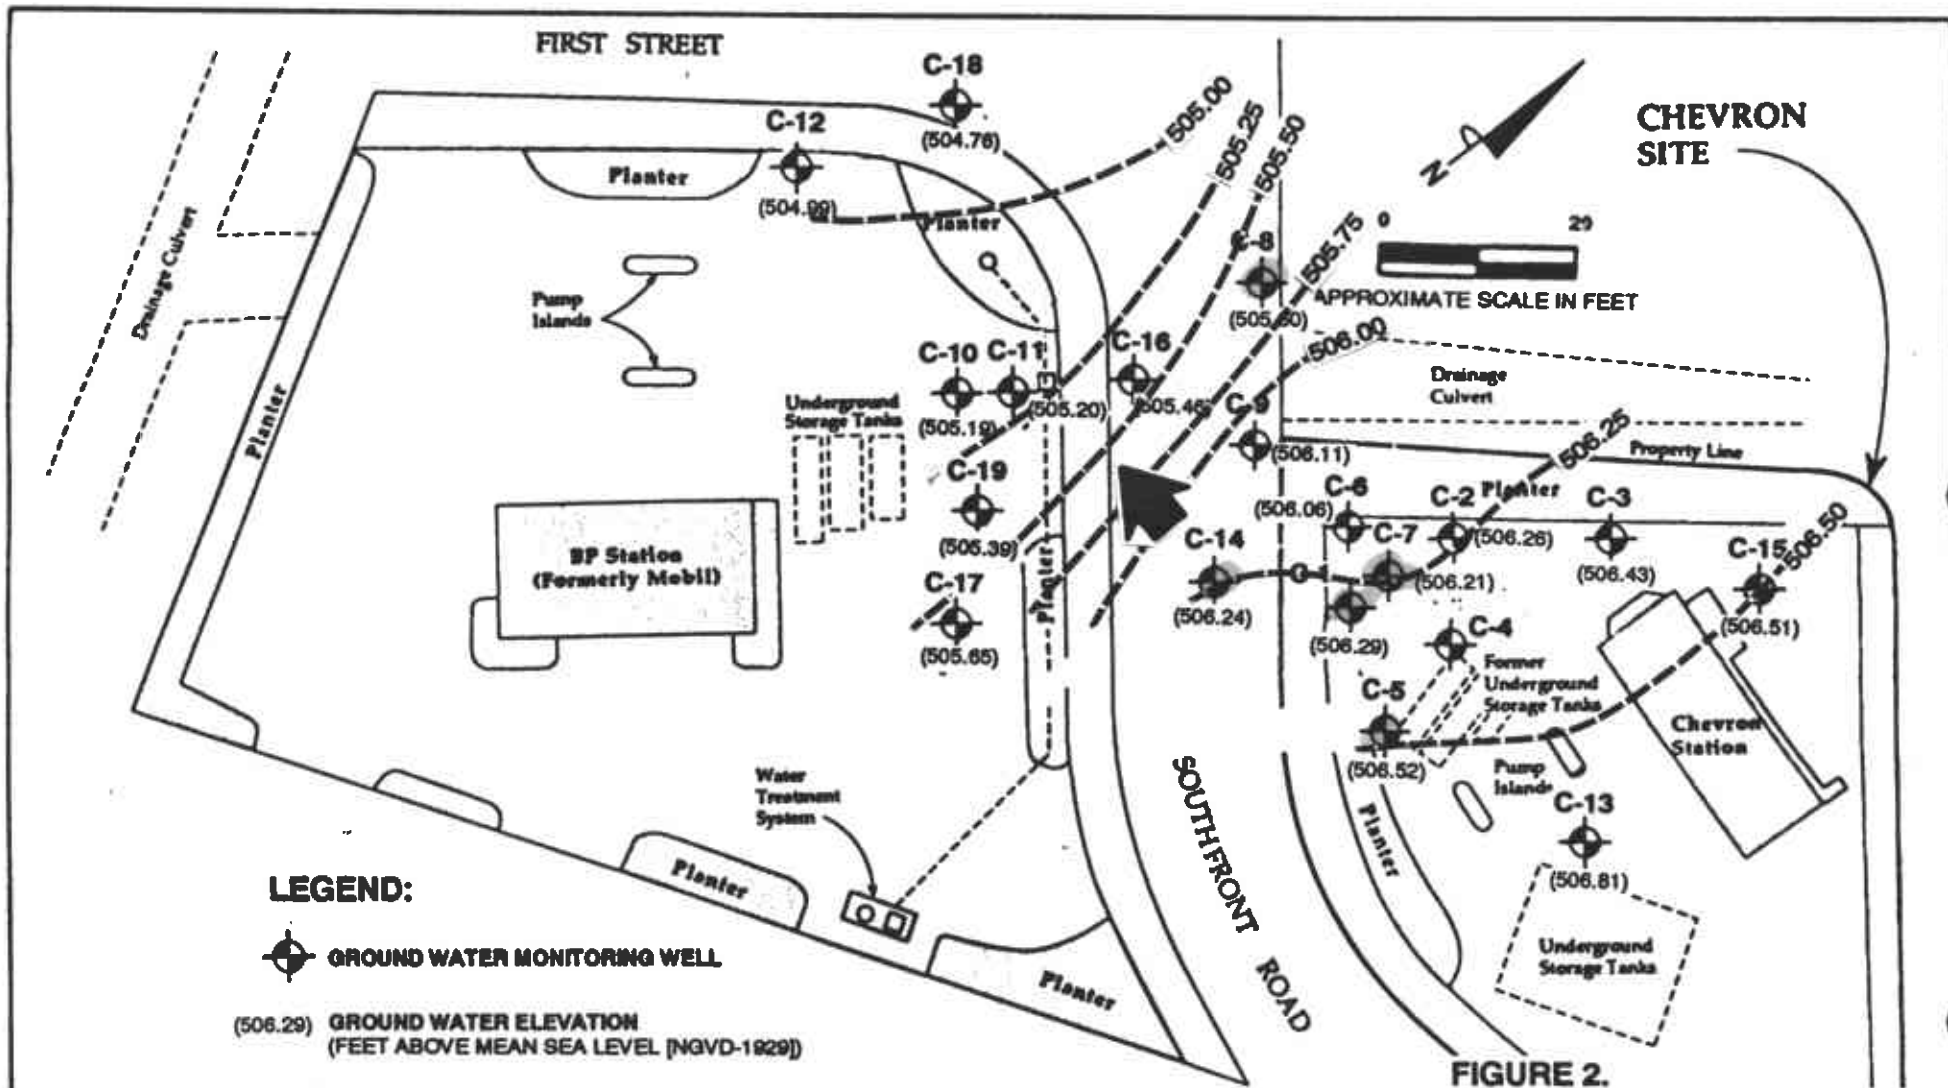 FIRST STREET
C-18
(504.76)
C-12
(504.99)
Planter
Planter
505.00
505.25
505.50
505.75
506.00
506.25
506.50
N
CHEVRON
SITE
0 29
APPROXIMATE SCALE IN FEET
C-8
Drainage Culvert
Pump
Islands
Planter
C-10
(505.19)
C-11
(505.20)
C-16
(505.46)
C-9
(506.11)
Drainage
Culvert
Property Line
Underground
Storage Tanks
C-19
(505.39)
C-17
(505.65)
Planter
BP Station
(Formerly Mobil)
C-14
(506.24)
C-6
(506.06)
C-7
(506.21)
(506.29)
C-2
(506.26)
Planter
C-3
(506.43)
C-15
(506.51)
C-4
Former
Underground
Storage Tanks
C-5
(506.52)
Chevron
Station
Pump
Islands
C-13
(506.81)
Underground
Storage Tanks
Planter
Water
Treatment
System
Planter
Planter
SOUTHFRONT
ROAD
LEGEND:
GROUND WATER MONITORING WELL
(506.29) GROUND WATER ELEVATION
(FEET ABOVE MEAN SEA LEVEL [NGVD-1929])
FIGURE 2.